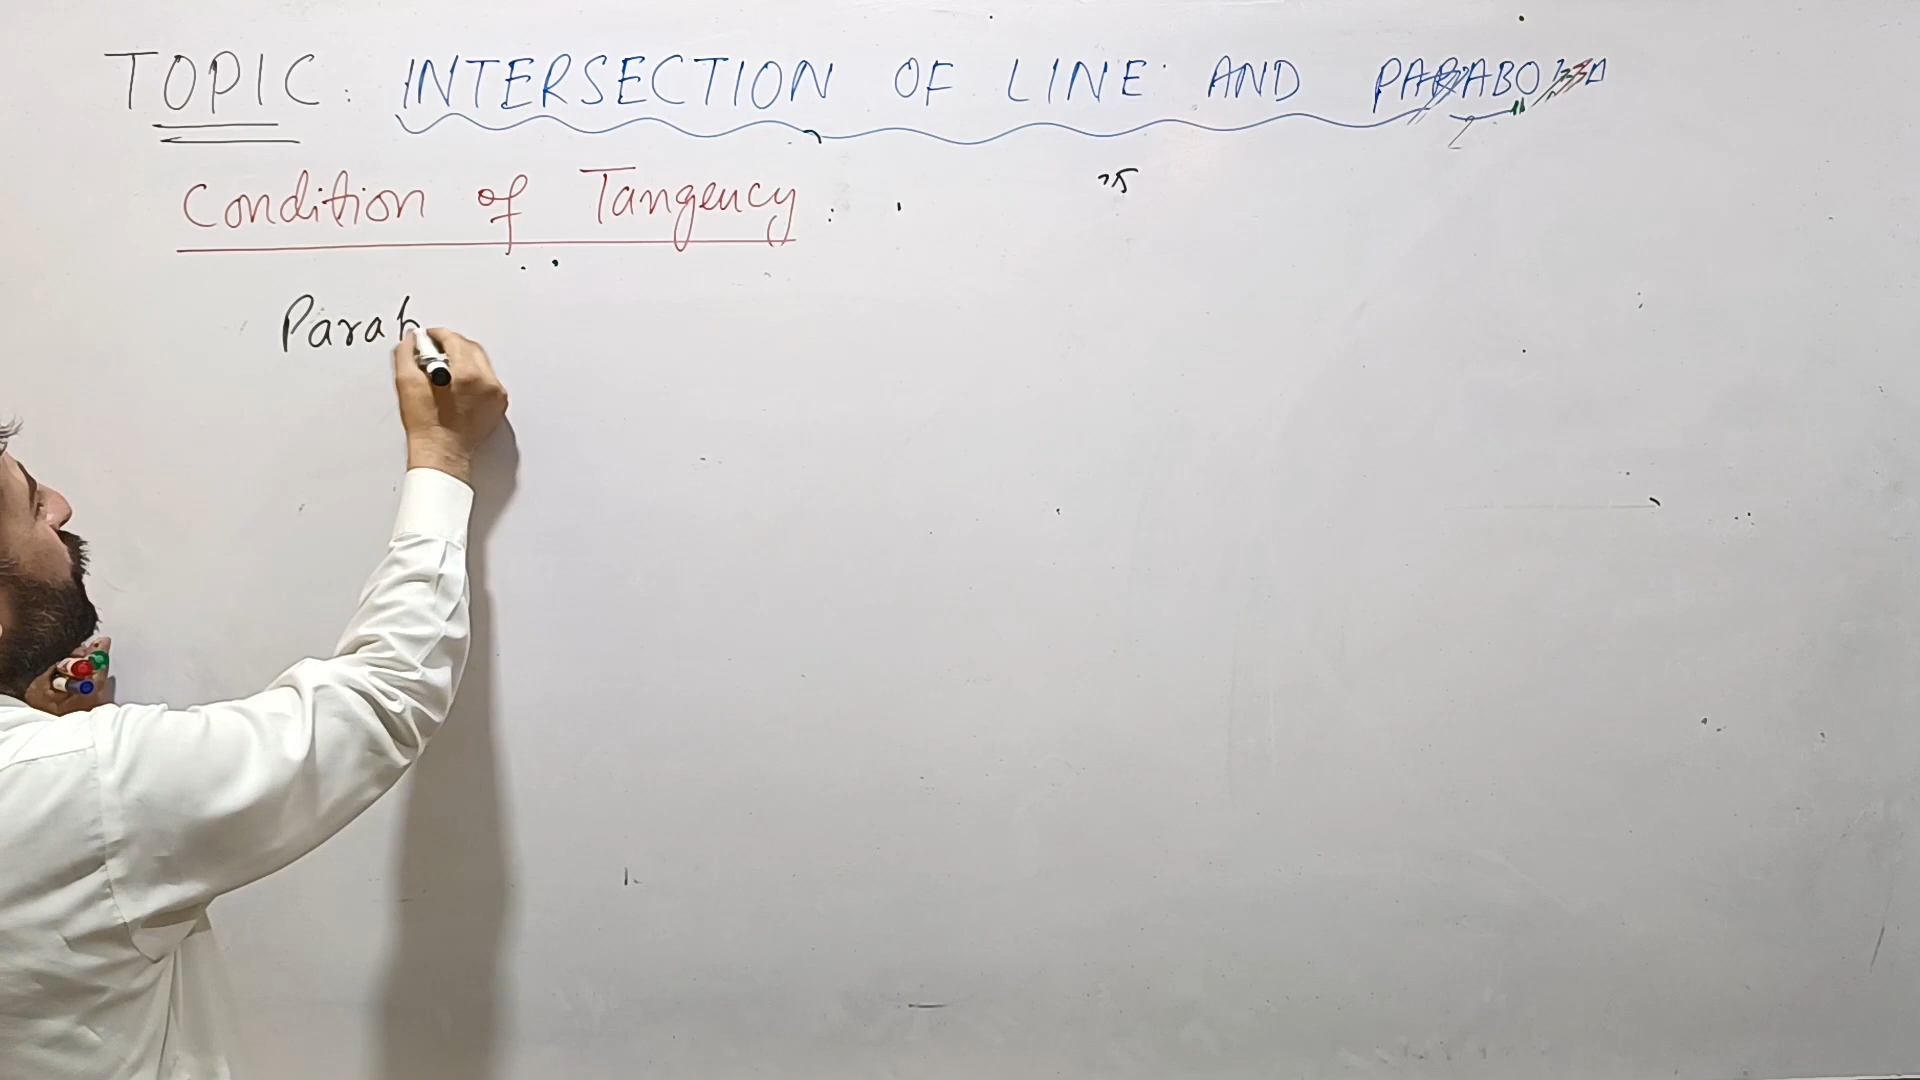 TOPIC: INTERSECTION OF LINE AND PARABOLA
Condition of Tangency:
Parab